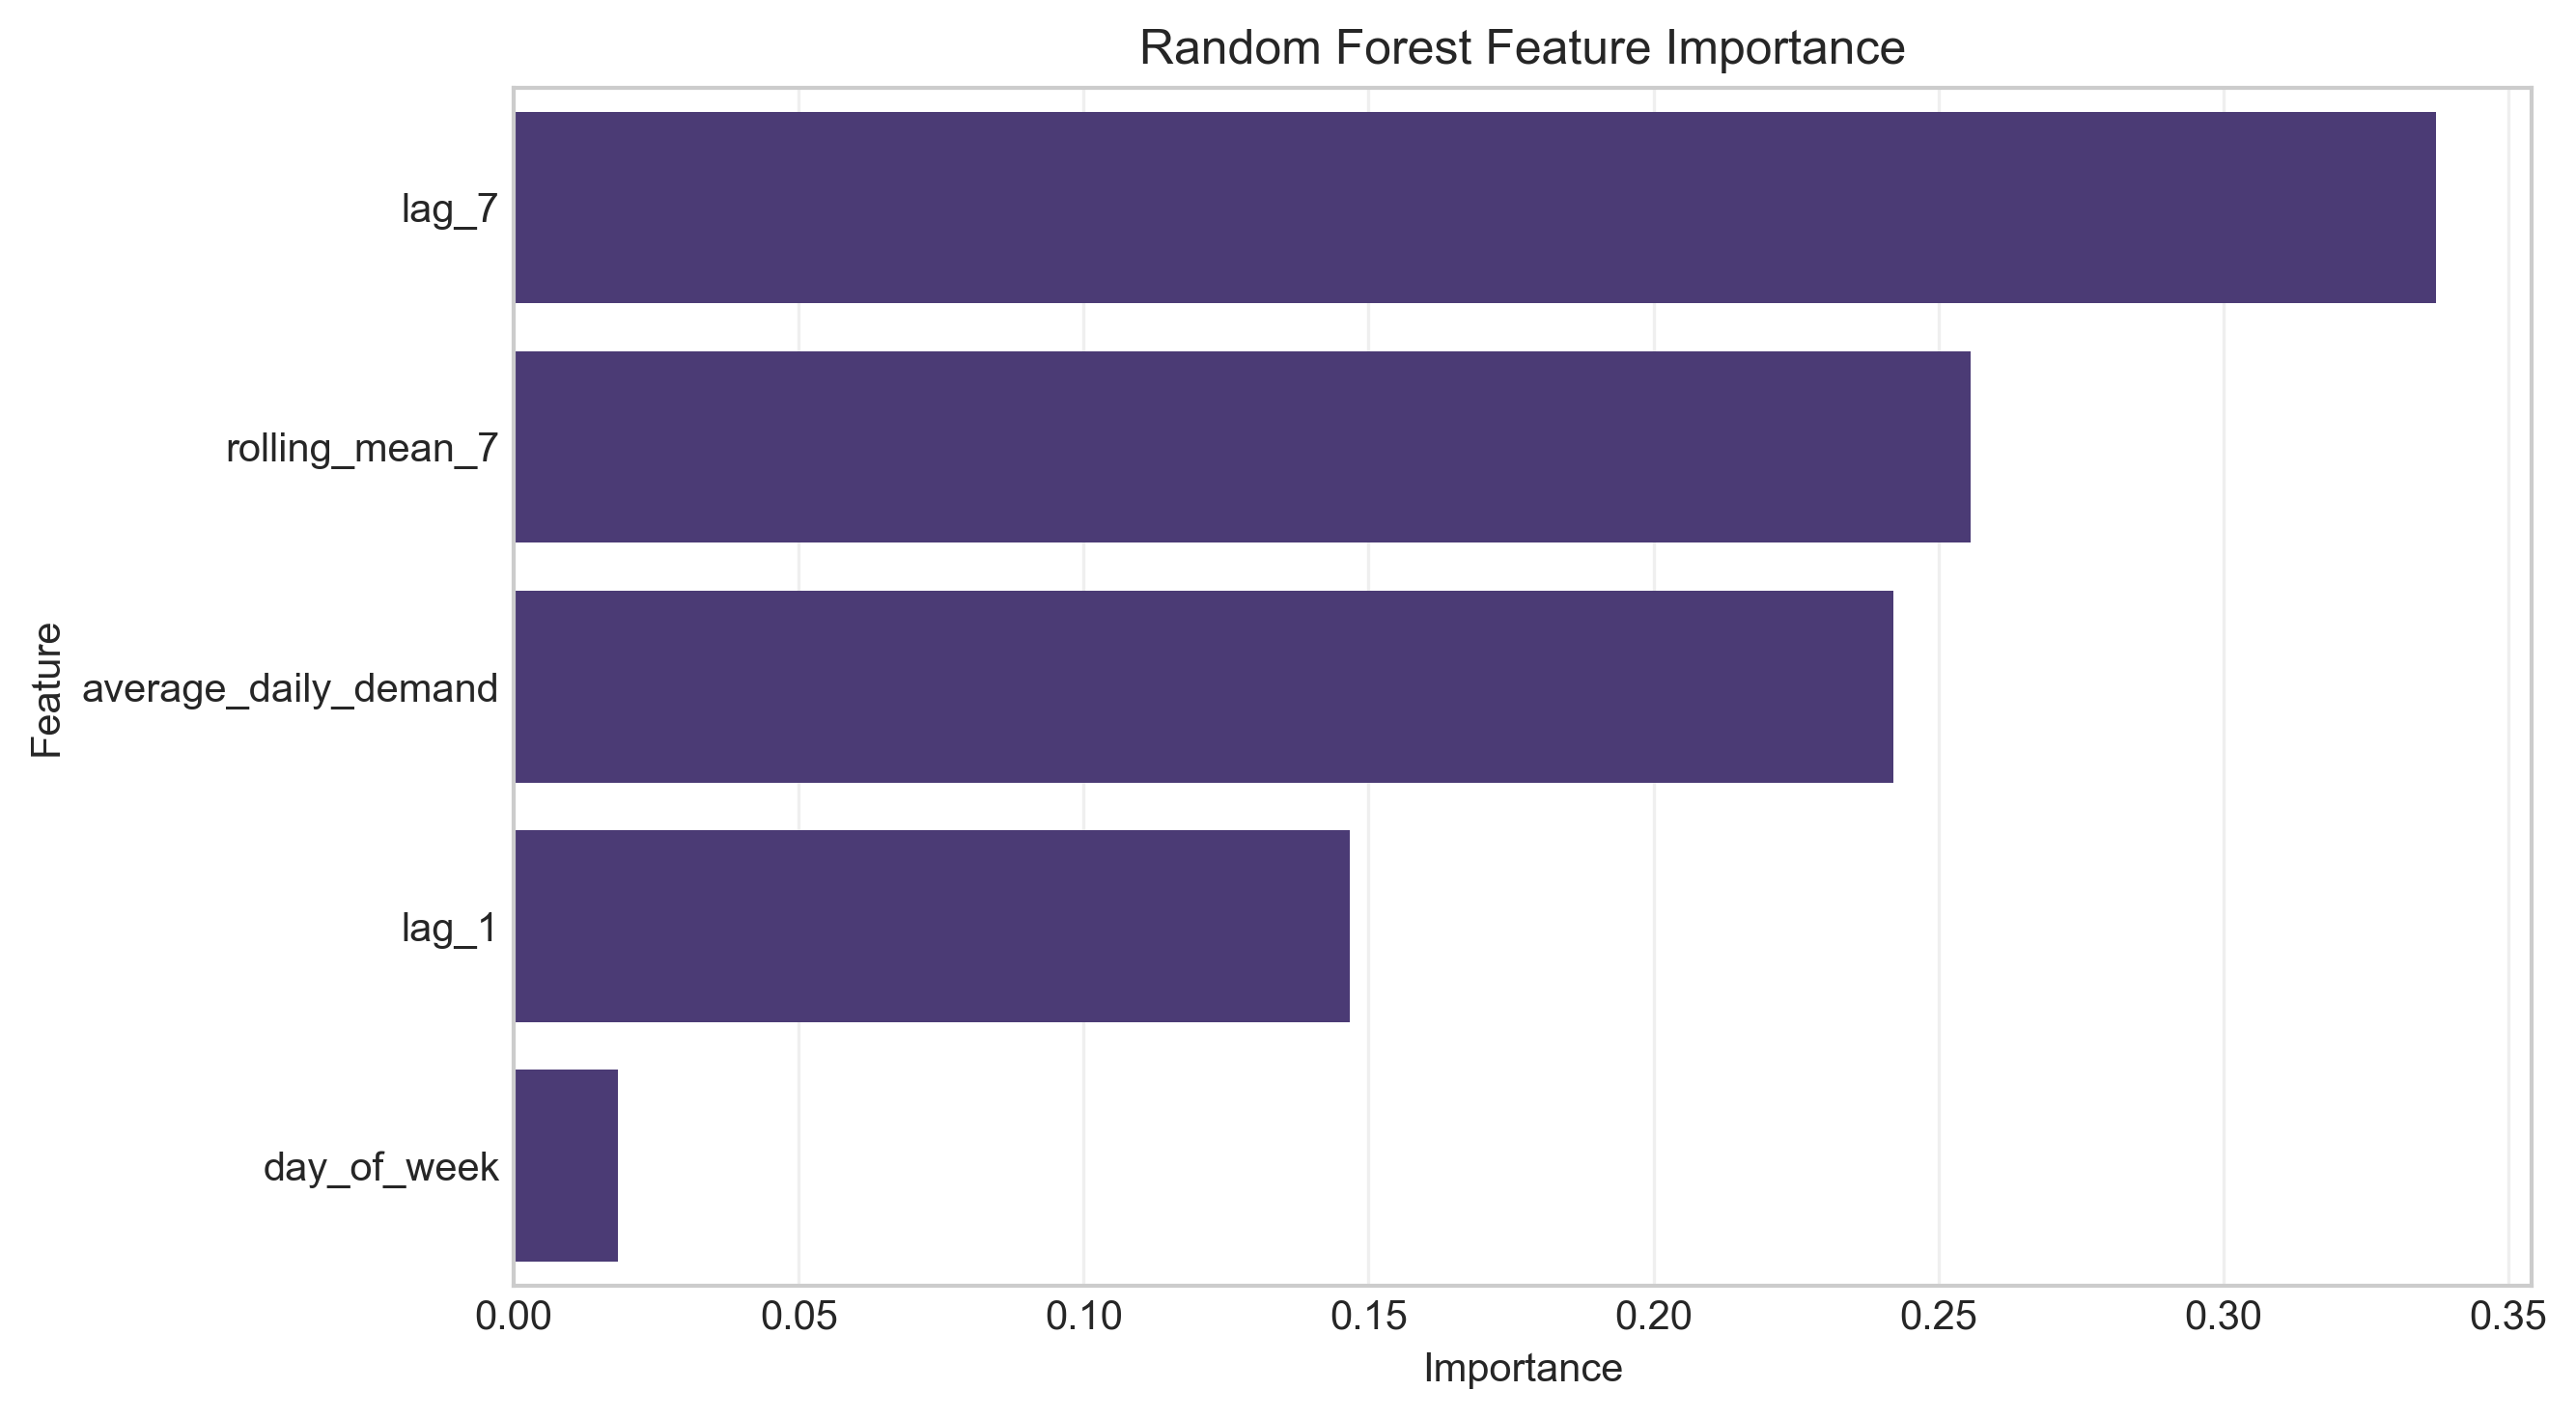 Random Forest Feature Importance
Feature
lag_7
rolling_mean_7
average_daily_demand
lag_1
day_of_week
0.00 0.05 0.10 0.15 0.20 0.25 0.30 0.35
Importance